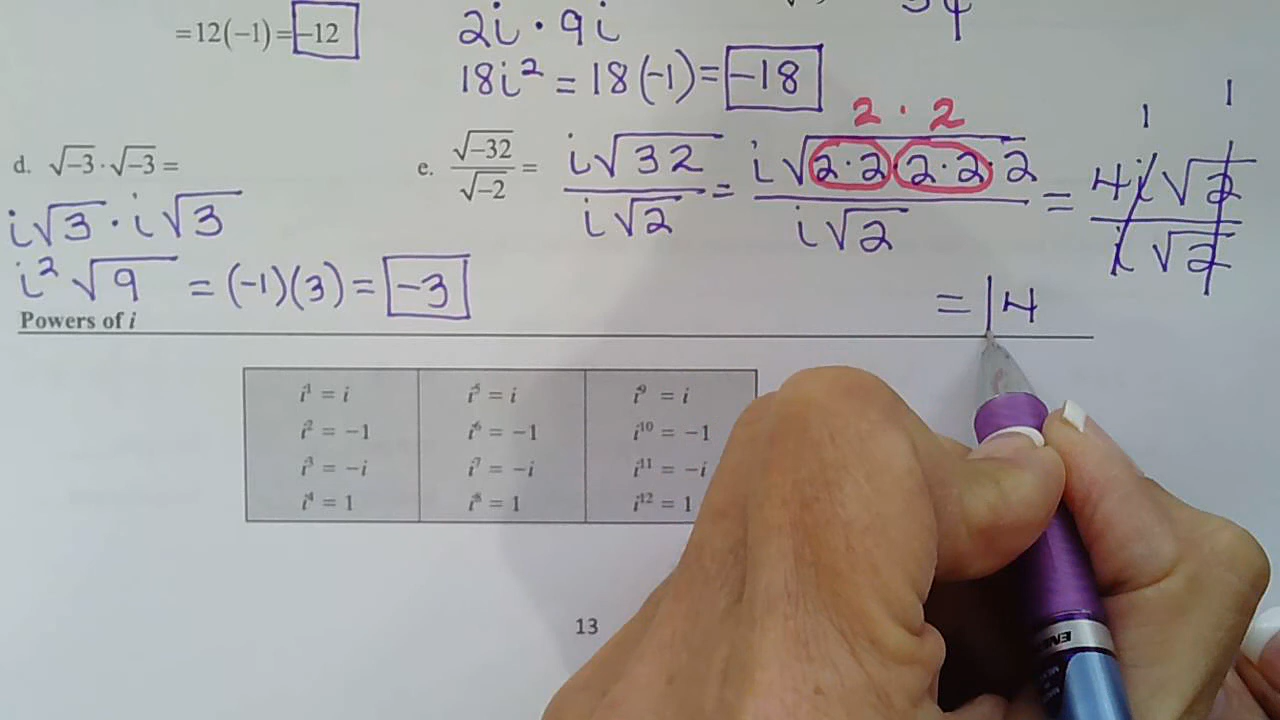 = 12(−1) = −12
2i · 9i
18i² = 18(−1) = −18
d. √−3 · √−3 =
i√3 · i√3
i²√9 = (−1)(3) = −3
e. √−32 / √−2 = i√32 / i√2 = i√2·2·2·2·2 / i√2 = 4i√2 / i√2
2 · 2
1 1
= 4
Powers of i
i¹ = i i⁵ = i i⁹ = i
i² = −1 i⁶ = −1 i¹⁰ = −1
i³ = −i i⁷ = −i i¹¹ = −i
i⁴ = 1 i⁸ = 1 i¹² = 1
13